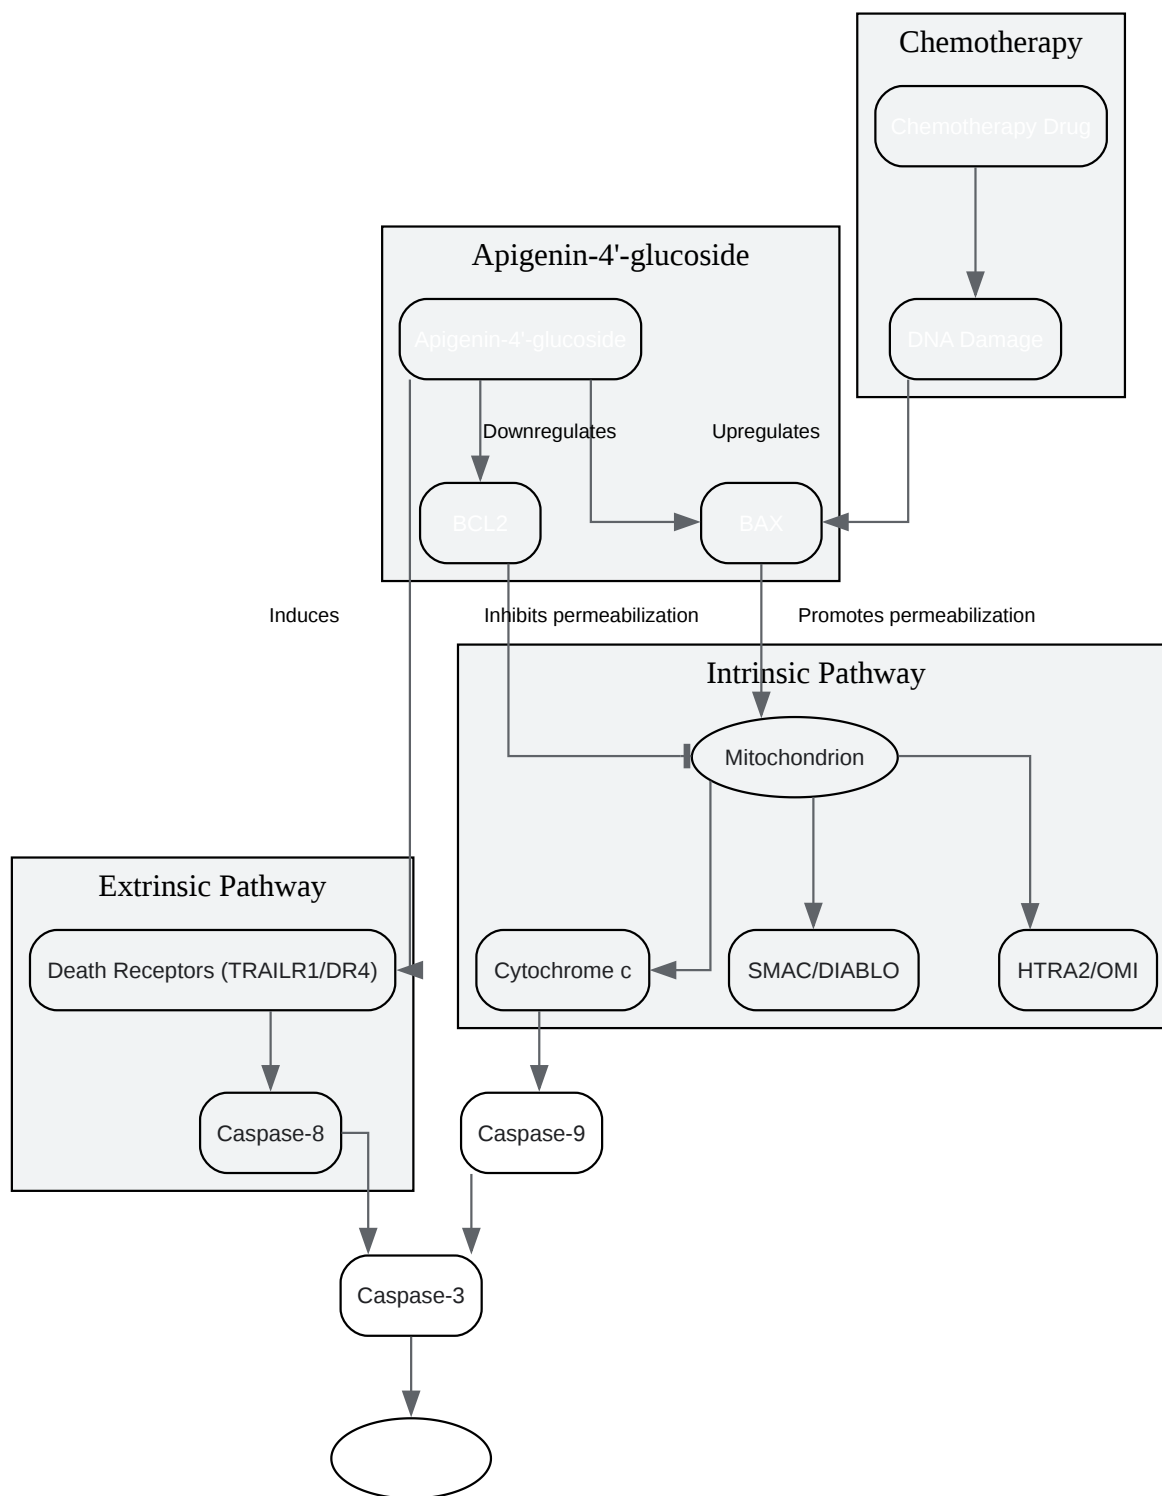 Chemotherapy
Chemotherapy Drug
Apigenin-4'-glucoside
Apigenin-4'-glucoside
DNA Damage
Downregulates
Upregulates
BCL2
BAX
Induces
Inhibits permeabilization
Promotes permeabilization
Intrinsic Pathway
Mitochondrion
Extrinsic Pathway
Death Receptors (TRAILR1/DR4)
Cytochrome c
SMAC/DIABLO
HTRA2/OMI
Caspase-8
Caspase-9
Caspase-3